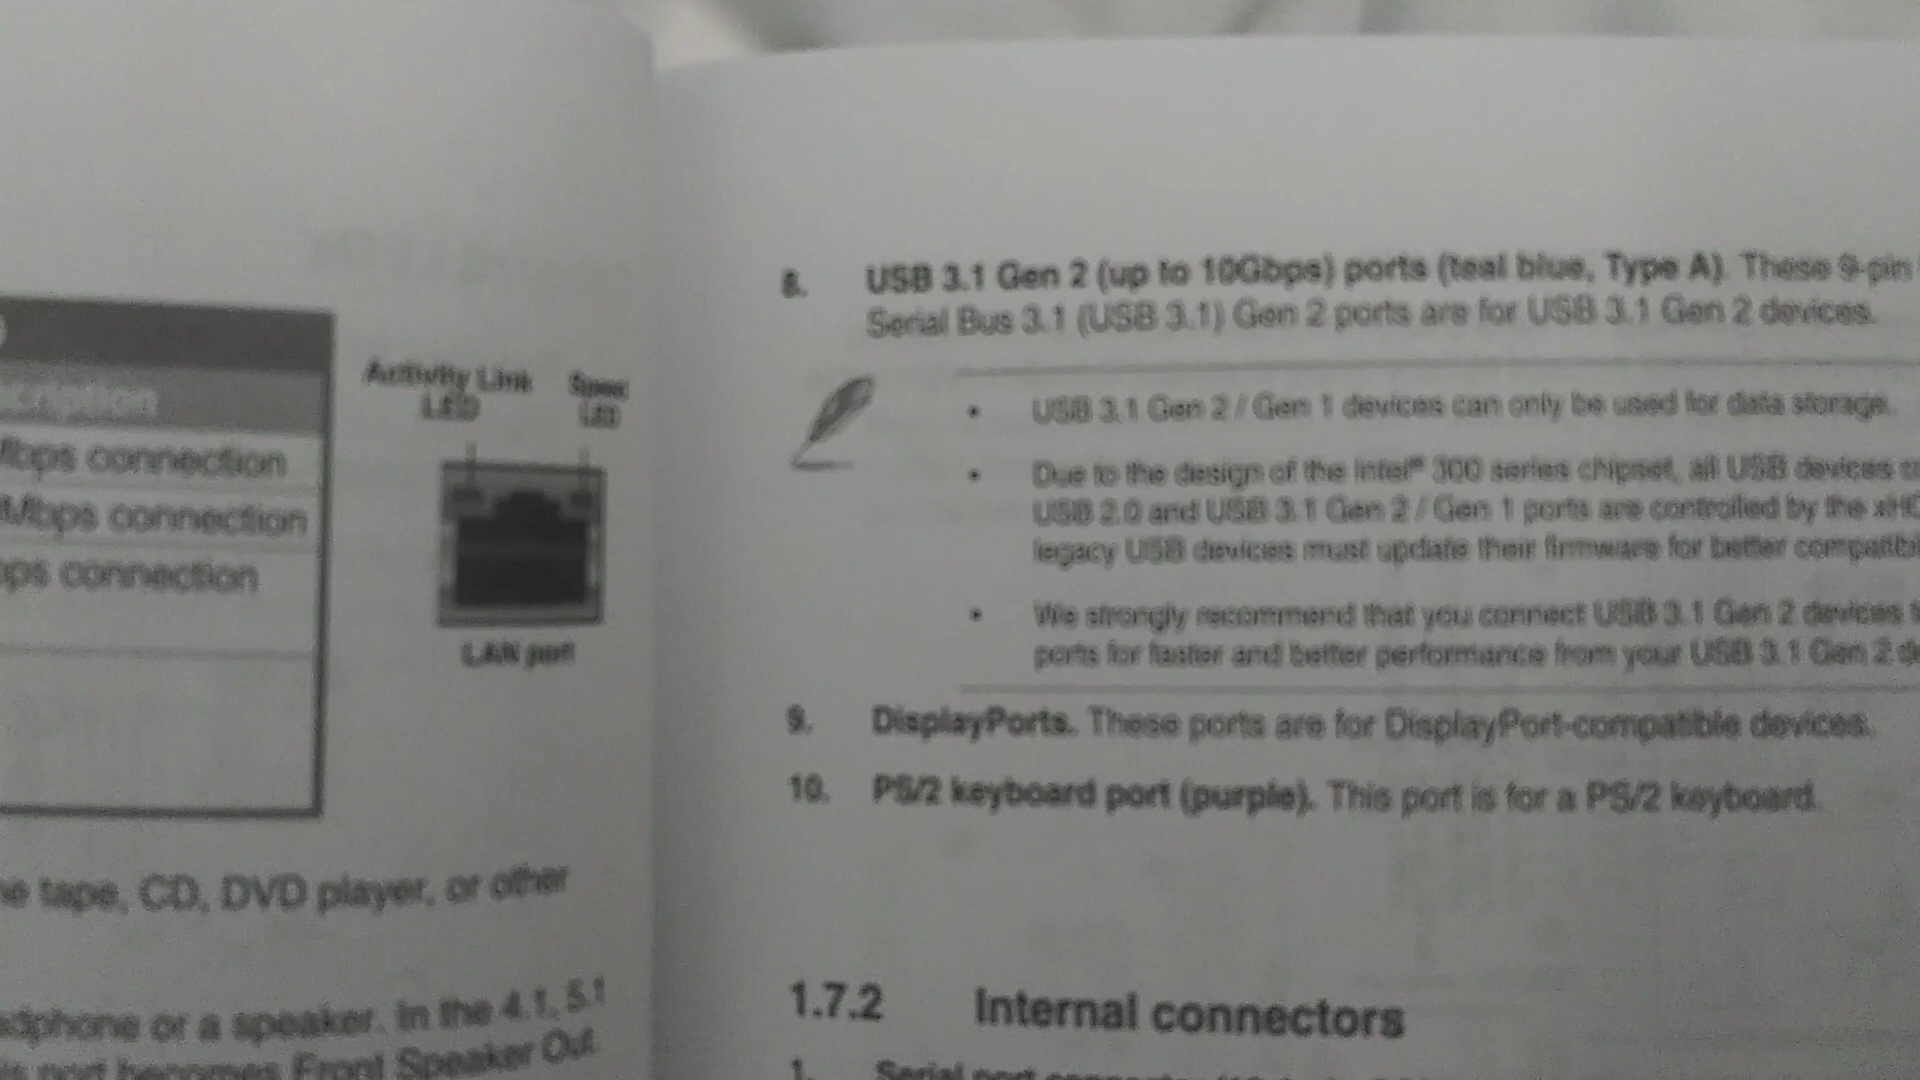 connection
Mbps connection
connection
Activity Link
LED
Speed
LED
LAN port
tape, CD, DVD player, or other
or a speaker. In the 4.1, 5.1
becomes Front Speaker Out
8. USB 3.1 Gen 2 (up to 10Gbps) ports (teal blue, Type A). These 9-pin
Serial Bus 3.1 (USB 3.1) Gen 2 ports are for USB 3.1 Gen 2 devices.
• USB 3.1 Gen 2 / Gen 1 devices can only be used for data storage.
• Due to the design of the Intel® 300 series chipset, all USB devices
USB 2.0 and USB 3.1 Gen 2 / Gen 1 ports are controlled by the
legacy USB devices must update their firmware for better
• We strongly recommend that you connect USB 3.1 Gen 2 devices
ports for faster and better performance from your USB 3.1 Gen 2
9. DisplayPorts. These ports are for DisplayPort-compatible devices.
10. PS/2 keyboard port (purple). This port is for a PS/2 keyboard.
1.7.2 Internal connectors
1. Serial port